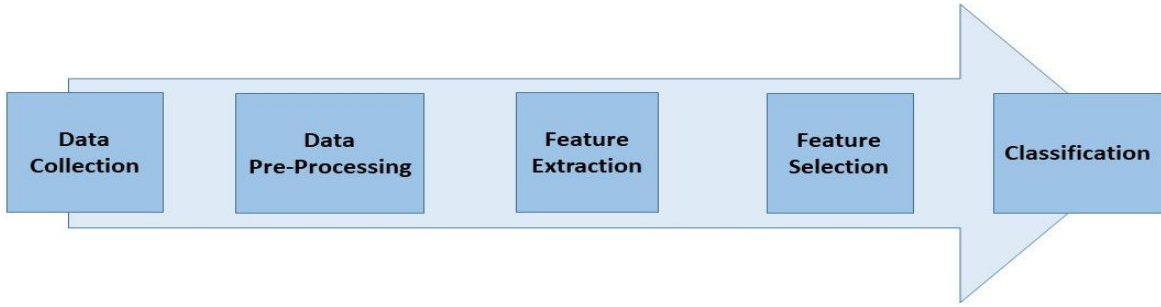 Data
Collection
Data
Pre-Processing
Feature
Extraction
Feature
Selection
Classification